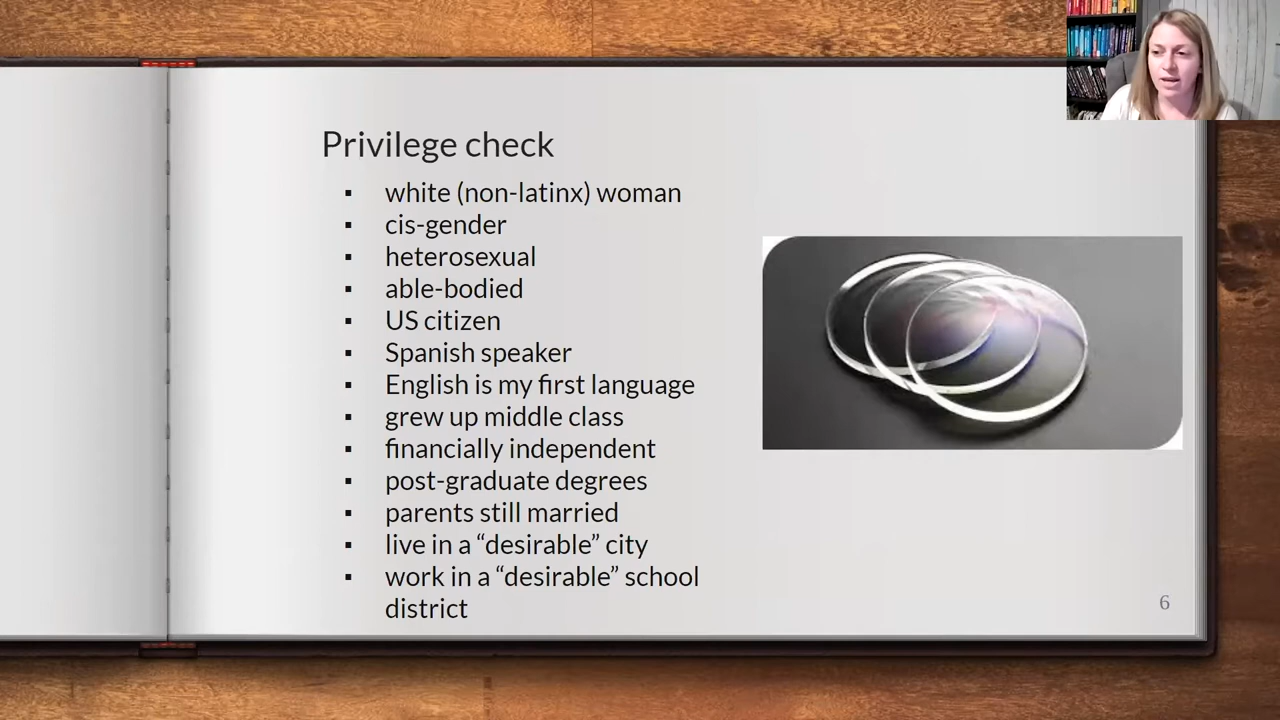 Privilege check
▪ white (non-latinx) woman
▪ cis-gender
▪ heterosexual
▪ able-bodied
▪ US citizen
▪ Spanish speaker
▪ English is my first language
▪ grew up middle class
▪ financially independent
▪ post-graduate degrees
▪ parents still married
▪ live in a “desirable” city
▪ work in a “desirable” school
district
6